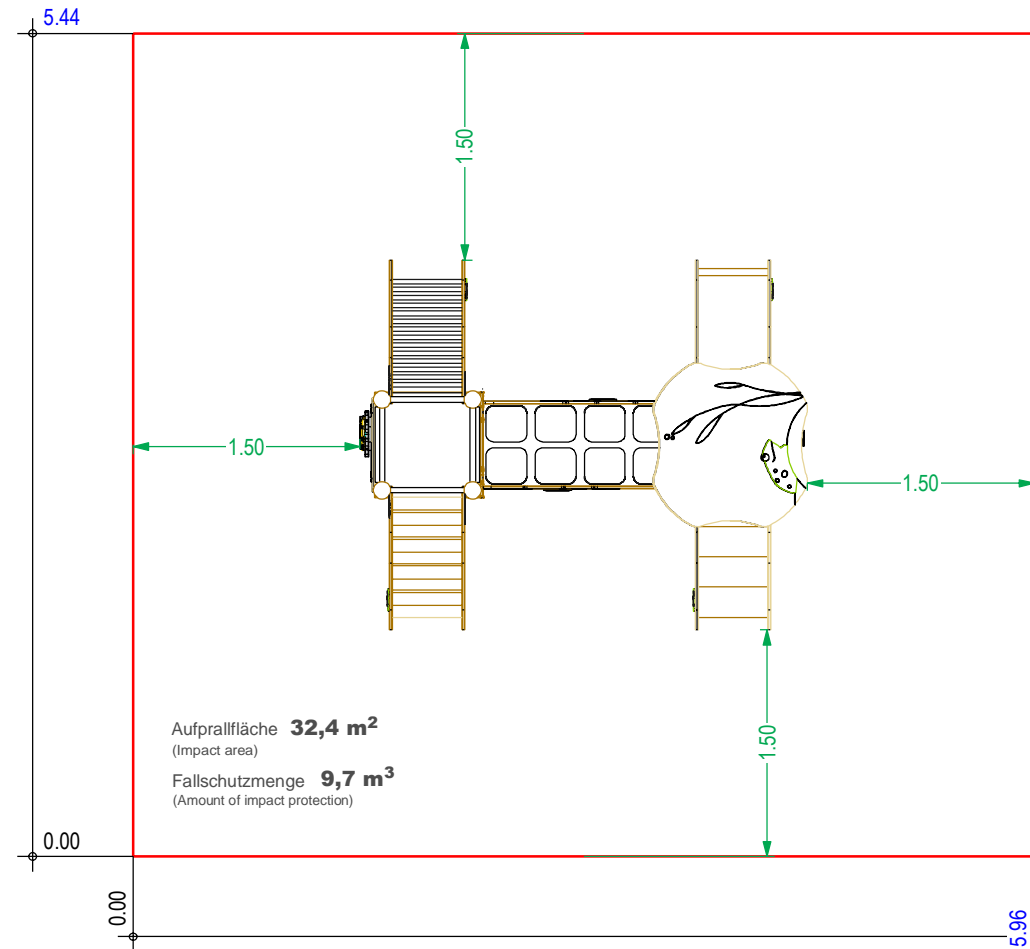 5.44
1.50
1.50
1.50
Aufprallfläche 32,4 m²
(Impact area)
1.50
Fallschutzmenge 9,7 m³
(Amount of impact protection)
0.00
0.00
5.96